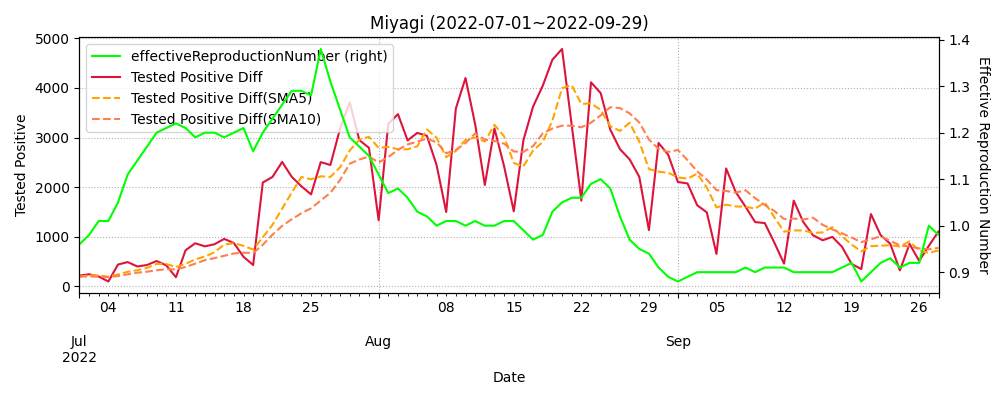 Miyagi (2022-07-01~2022-09-29)
effectiveReproductionNumber (right)
Tested Positive Diff
Tested Positive Diff(SMA5)
Tested Positive Diff(SMA10)
Tested Positive
5000
4000
3000
2000
1000
0
1.4
1.3
1.2
1.1
1.0
0.9
Effective Reproduction Number
04 11 18 25 08 15 22 29 05 12 19 26
Jul Aug Sep
2022
Date